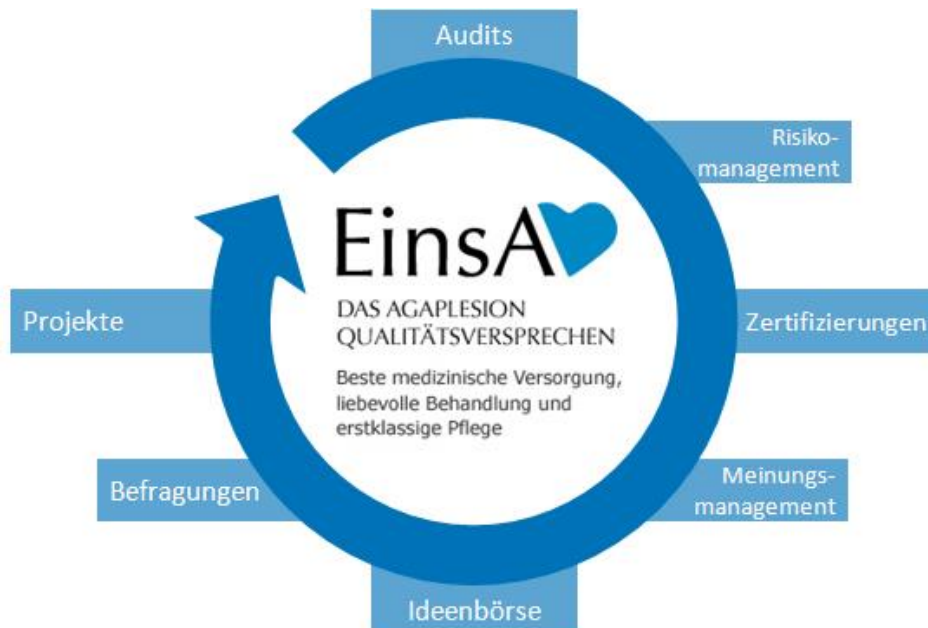 Audits
Risiko-
management
Zertifizierungen
Meinungs-
management
Ideenbörse
Befragungen
Projekte
EinsA
DAS AGAPLESION
QUALITÄTSVERSPRECHEN
Beste medizinische Versorgung,
liebevolle Behandlung und
erstklassige Pflege